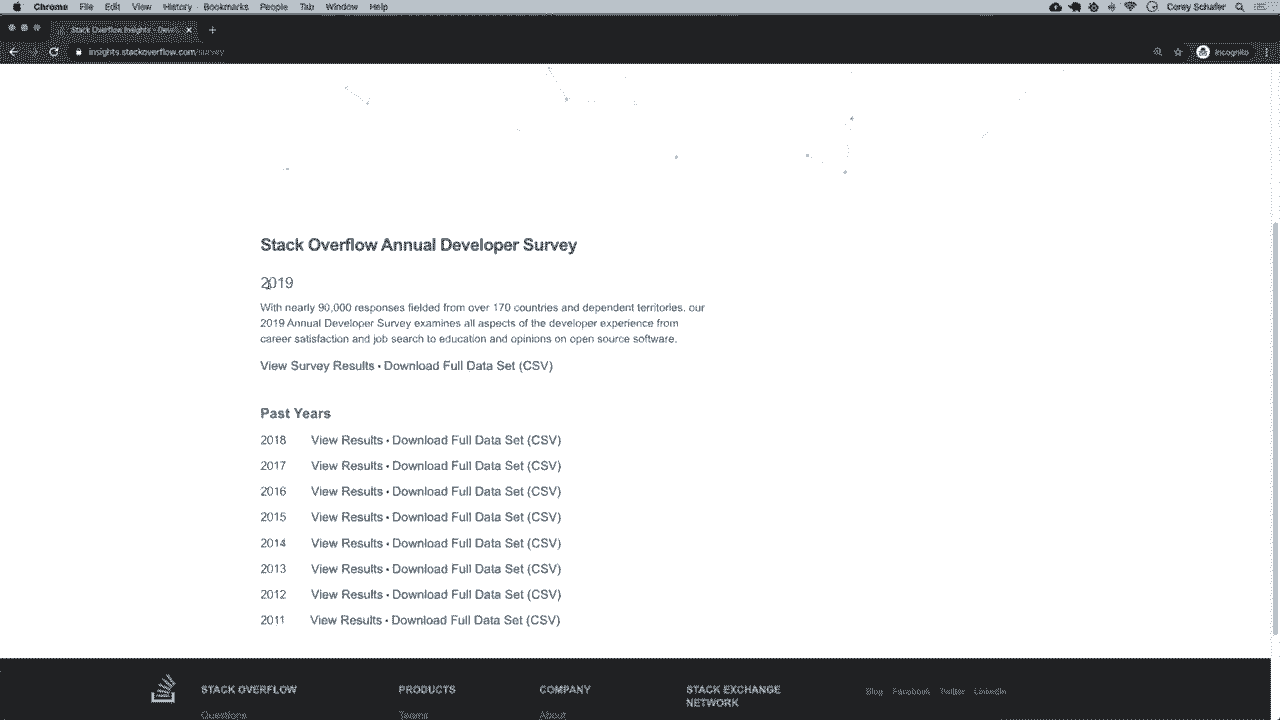 Chrome File Edit View History Bookmarks People Tab Window Help Corey Schafer
Stack Overflow Insights - Devel
insights.stackoverflow.com/survey Incognito
Stack Overflow Annual Developer Survey
2019
With nearly 90,000 responses fielded from over 170 countries and dependent territories, our
2019 Annual Developer Survey examines all aspects of the developer experience from
career satisfaction and job search to education and opinions on open source software.
View Survey Results • Download Full Data Set (CSV)
Past Years
2018 View Results • Download Full Data Set (CSV)
2017 View Results • Download Full Data Set (CSV)
2016 View Results • Download Full Data Set (CSV)
2015 View Results • Download Full Data Set (CSV)
2014 View Results • Download Full Data Set (CSV)
2013 View Results • Download Full Data Set (CSV)
2012 View Results • Download Full Data Set (CSV)
2011 View Results • Download Full Data Set (CSV)
STACK OVERFLOW PRODUCTS COMPANY STACK EXCHANGE Blog Facebook Twitter LinkedIn
NETWORK
Questions Teams About